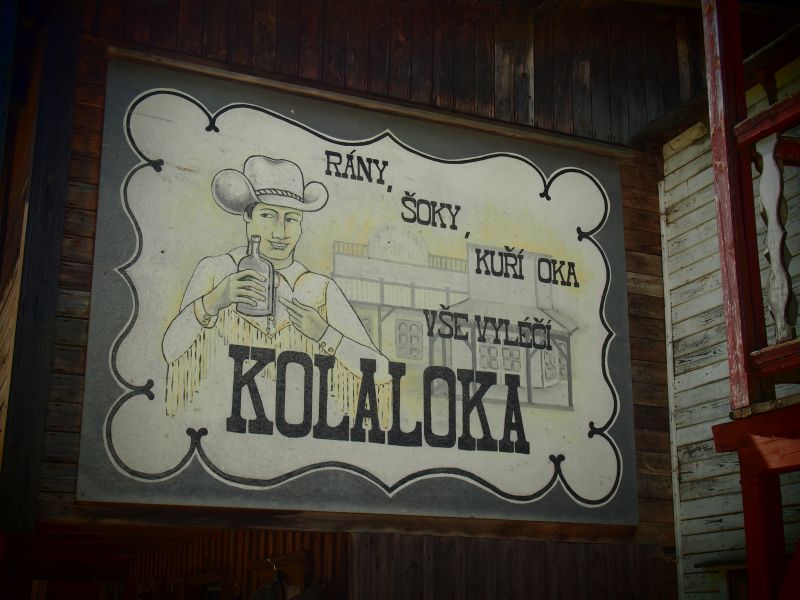 RÁNY,
ŠOKY,
KUŘÍ OKA
VŠE VYLÉČÍ
KOLALOKA